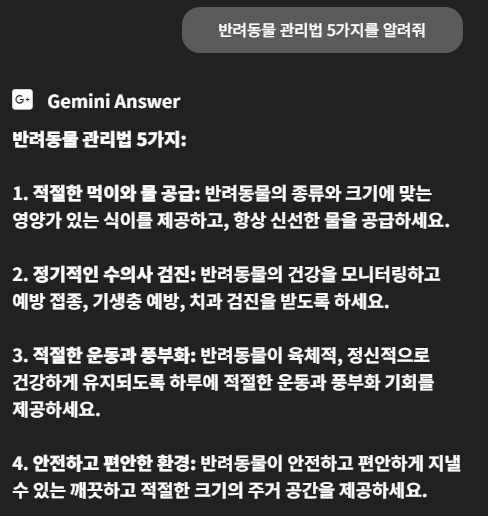 반려동물 관리법 5가지를 알려줘
G+ Gemini Answer
반려동물 관리법 5가지:
1. 적절한 먹이와 물 공급: 반려동물의 종류와 크기에 맞는
영양가 있는 식이를 제공하고, 항상 신선한 물을 공급하세요.
2. 정기적인 수의사 검진: 반려동물의 건강을 모니터링하고
예방 접종, 기생충 예방, 치과 검진을 받도록 하세요.
3. 적절한 운동과 풍부화: 반려동물이 육체적, 정신적으로
건강하게 유지되도록 하루에 적절한 운동과 풍부화 기회를
제공하세요.
4. 안전하고 편안한 환경: 반려동물이 안전하고 편안하게 지낼
수 있는 깨끗하고 적절한 크기의 주거 공간을 제공하세요.